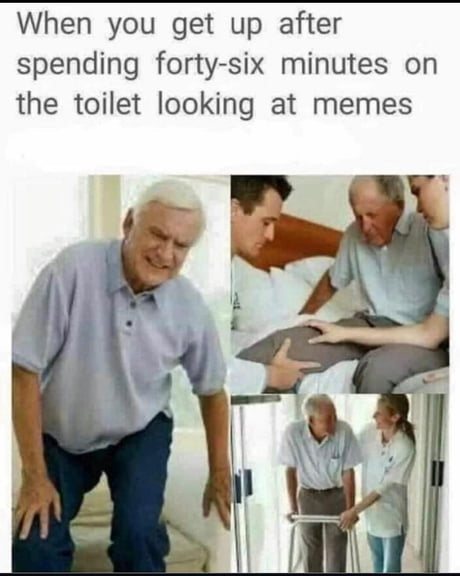 When you get up after
spending forty-six minutes on
the toilet looking at memes